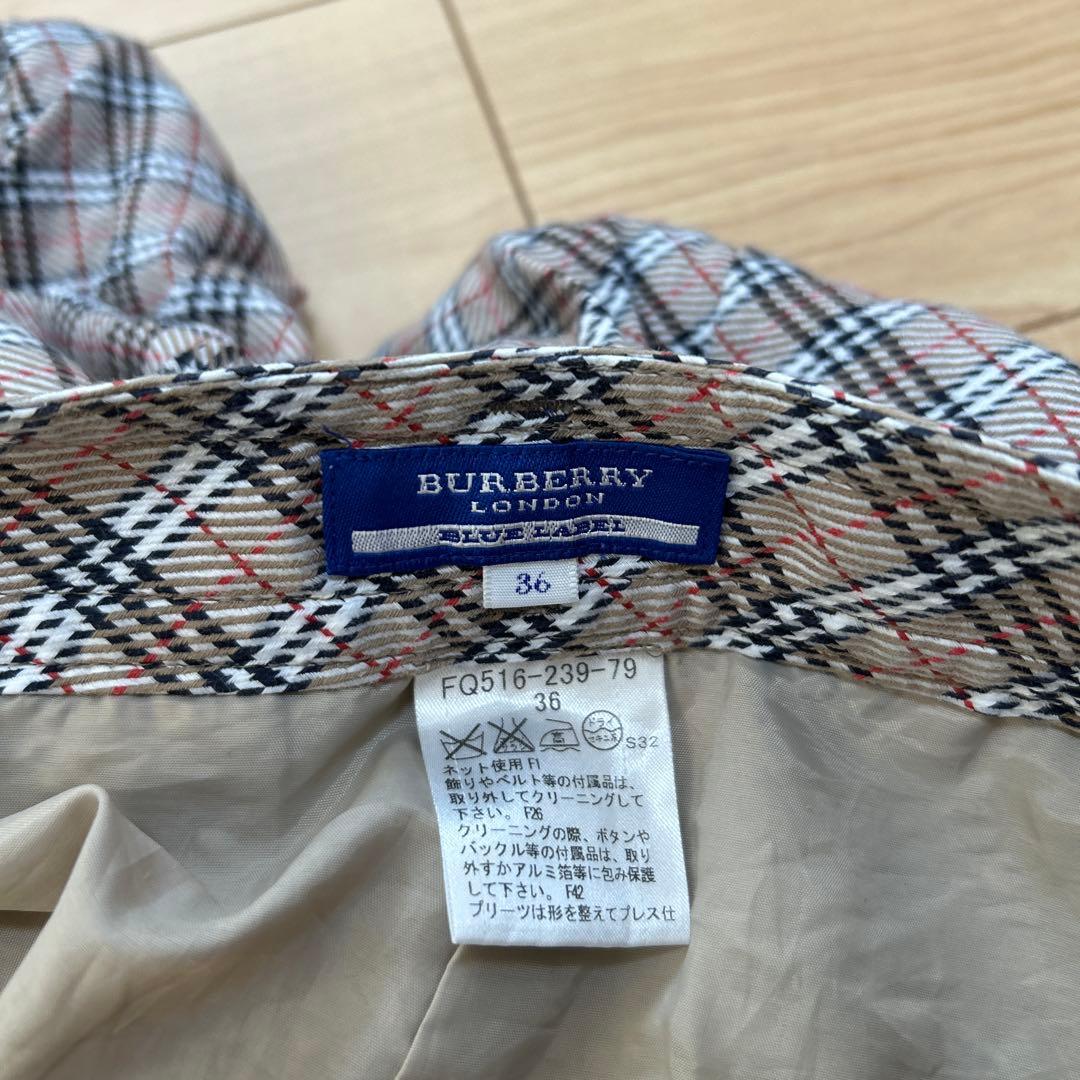 BURBERRY
LONDON
BLUE LABEL
36
FQ516-239-79
36
高 ドライ S32
ネット使用 F1
飾りやベルト等の付属品は、
取り外してクリーニングして
下さい。 F26
クリーニングの際、ボタンや
バックル等の付属品は、取り
外すかアルミ箔等に包み保護
して下さい。 F42
プリーツは形を整えてプレス仕